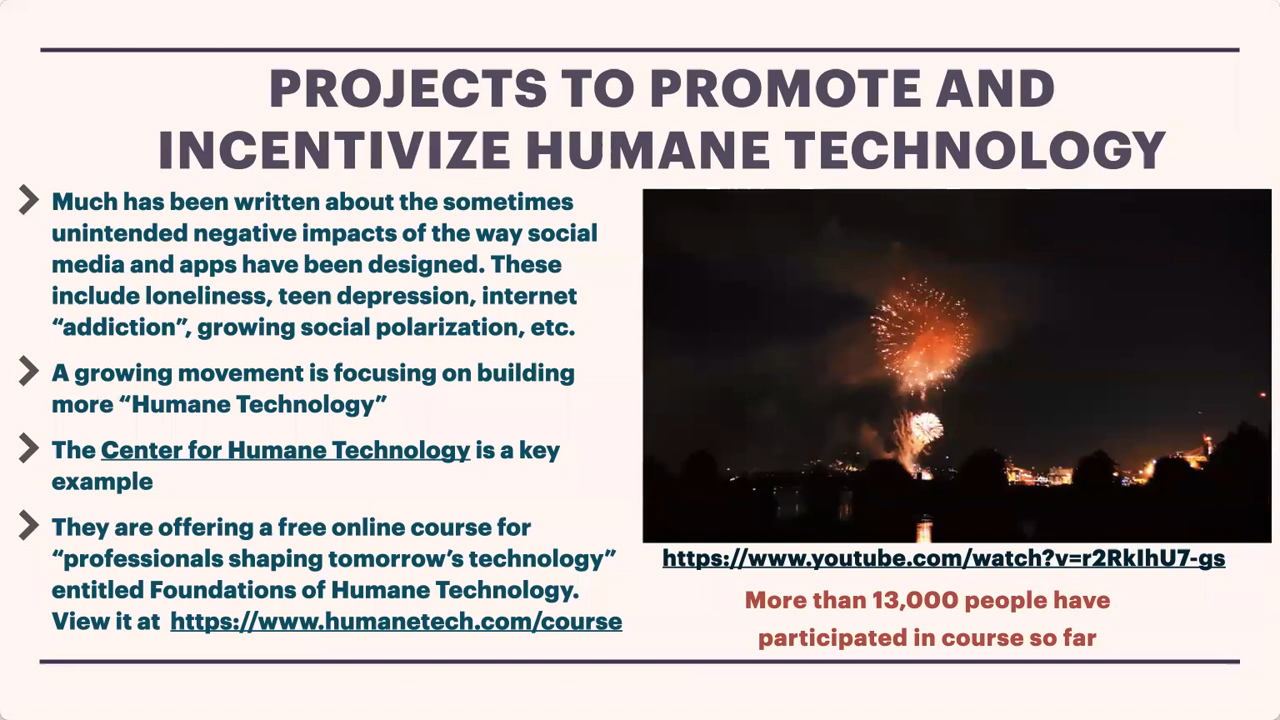 PROJECTS TO PROMOTE AND
INCENTIVIZE HUMANE TECHNOLOGY
Much has been written about the sometimes
unintended negative impacts of the way social
media and apps have been designed. These
include loneliness, teen depression, internet
“addiction”, growing social polarization, etc.
A growing movement is focusing on building
more “Humane Technology”
The Center for Humane Technology is a key
example
They are offering a free online course for
“professionals shaping tomorrow’s technology”
entitled Foundations of Humane Technology.
View it at https://www.humanetech.com/course
https://www.youtube.com/watch?v=r2RkIhU7-gs
More than 13,000 people have
participated in course so far